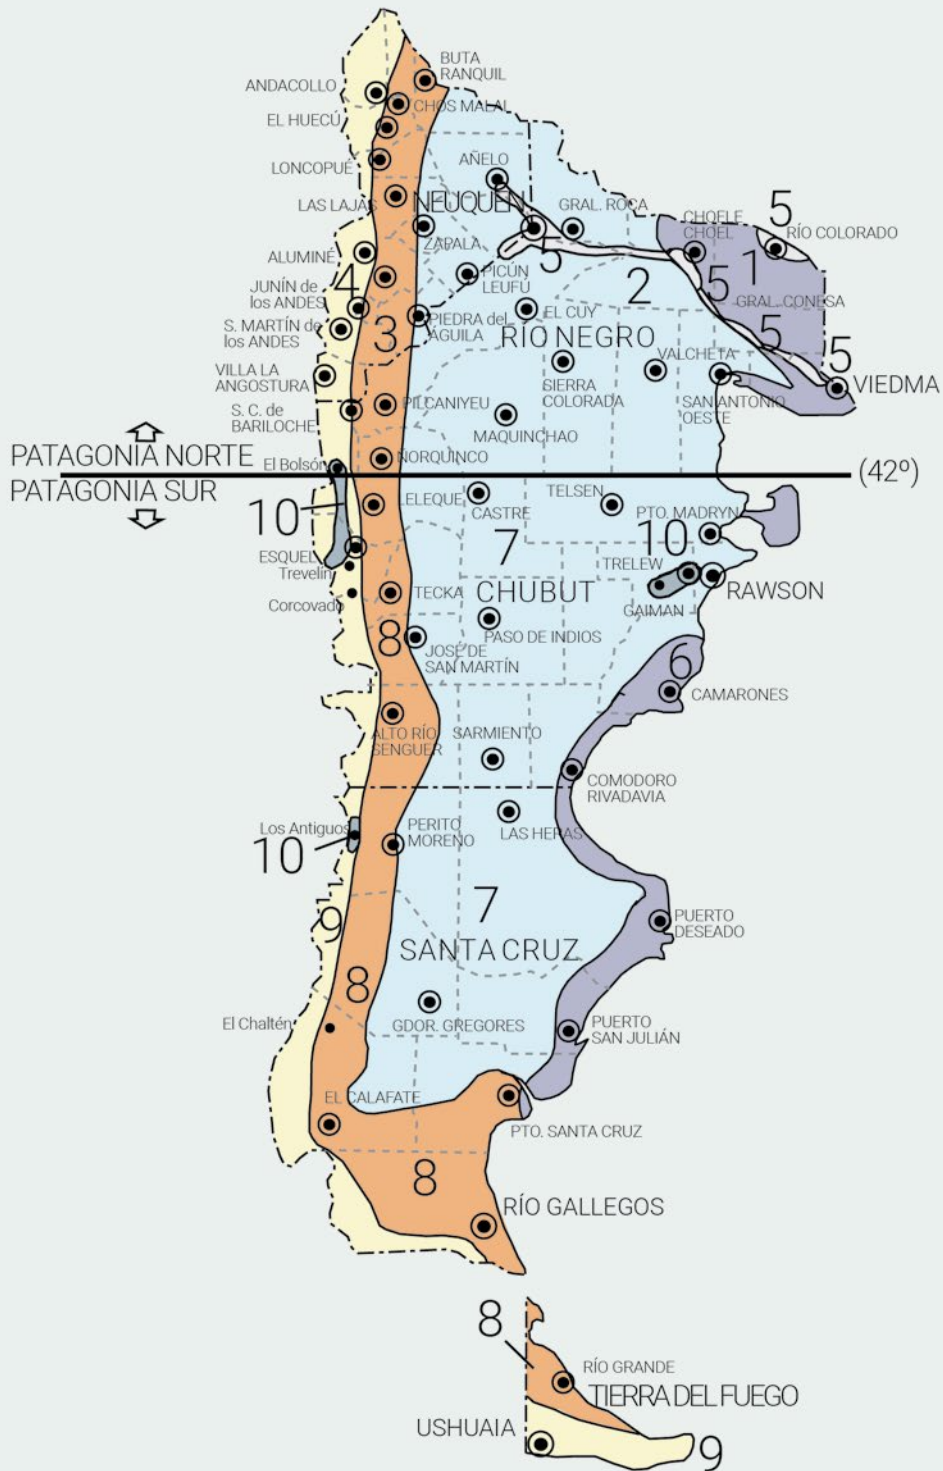 BUTA
RANQUIL
ANDACOLLO
CHOS MALAL
EL HUECÚ
LONCOPUÉ
AÑELO
LAS LAJAS
NEUQUÉN
GRAL. ROCA
CHOELE
CHOEL
5
RÍO COLORADO
ZAPALA
ALUMINÉ
4
PICÚN
LEUFÚ
5
2
5
1
JUNÍN de
los ANDES
GRAL. CONESA
3
PIEDRA del
ÁGUILA
EL CUY
S. MARTÍN de
los ANDES
RÍO NEGRO
5
VALCHETA
5
VILLA LA
ANGOSTURA
SIERRA
COLORADA
VIEDMA
S. C. de
BARILOCHE
PILCANIYEU
SAN ANTONIO
OESTE
MAQUINCHAO
PATAGONIA NORTE
El Bolsón
NORQUINCO
(42º)
PATAGONIA SUR
10
LELEQUE
CASTRE
TELSEN
PTO. MADRYN
7
10
ESQUEL
Trevelín
TRELEW
RAWSON
Corcovado
TECKA
CHUBUT
GAIMAN
8
PASO DE INDIOS
JOSÉ DE
SAN MARTÍN
6
CAMARONES
ALTO RÍO
SENGUER
SARMIENTO
COMODORO
RIVADAVIA
Los Antiguos
PERITO
MORENO
LAS HERAS
10
9
7
PUERTO
DESEADO
SANTA CRUZ
8
El Chaltén
GDOR. GREGORES
PUERTO
SAN JULIÁN
EL CALAFATE
PTO. SANTA CRUZ
8
RÍO GALLEGOS
8
RÍO GRANDE
TIERRA DEL FUEGO
USHUAIA
9